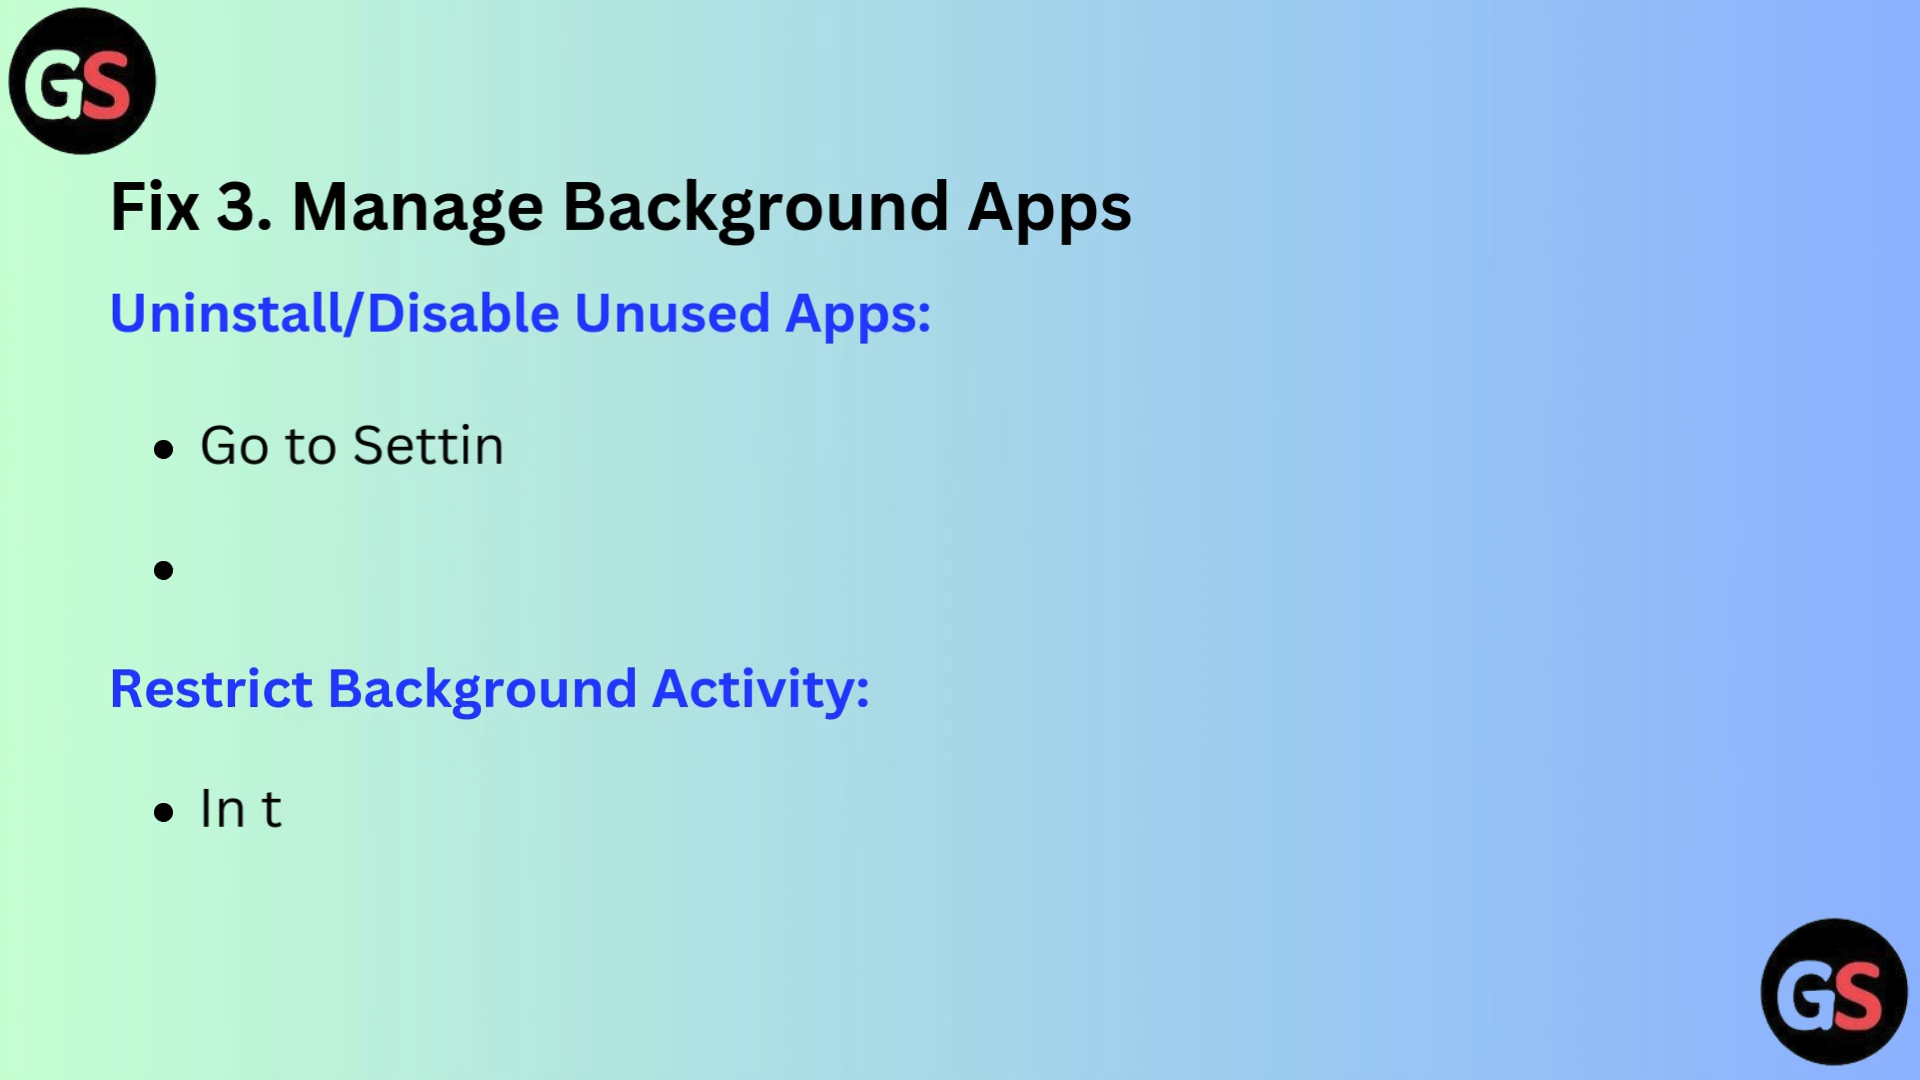 GS
Fix 3. Manage Background Apps
Uninstall/Disable Unused Apps:
Go to Settin
Restrict Background Activity:
In t
GS